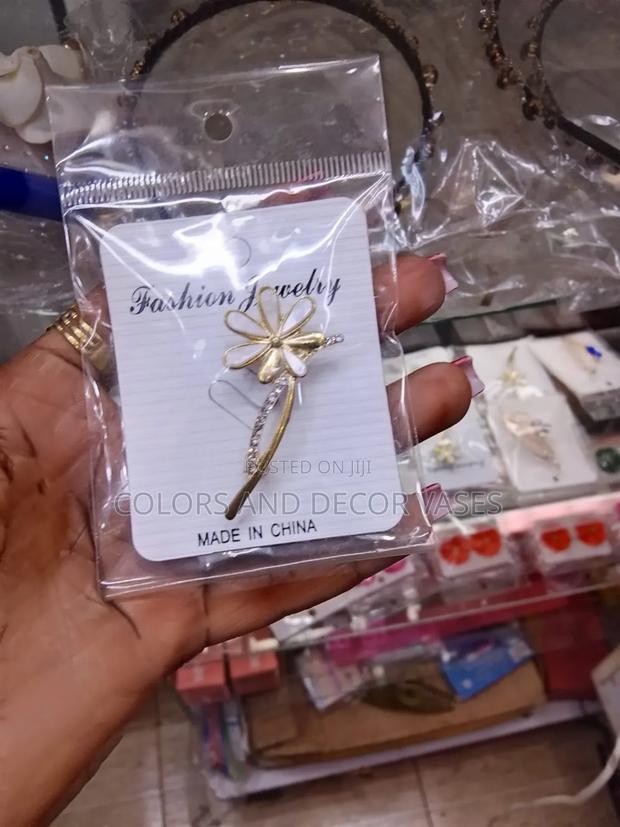 Fashion Jewelry
POSTED ON JIJI
COLORS AND DECOR VASES
MADE IN CHINA